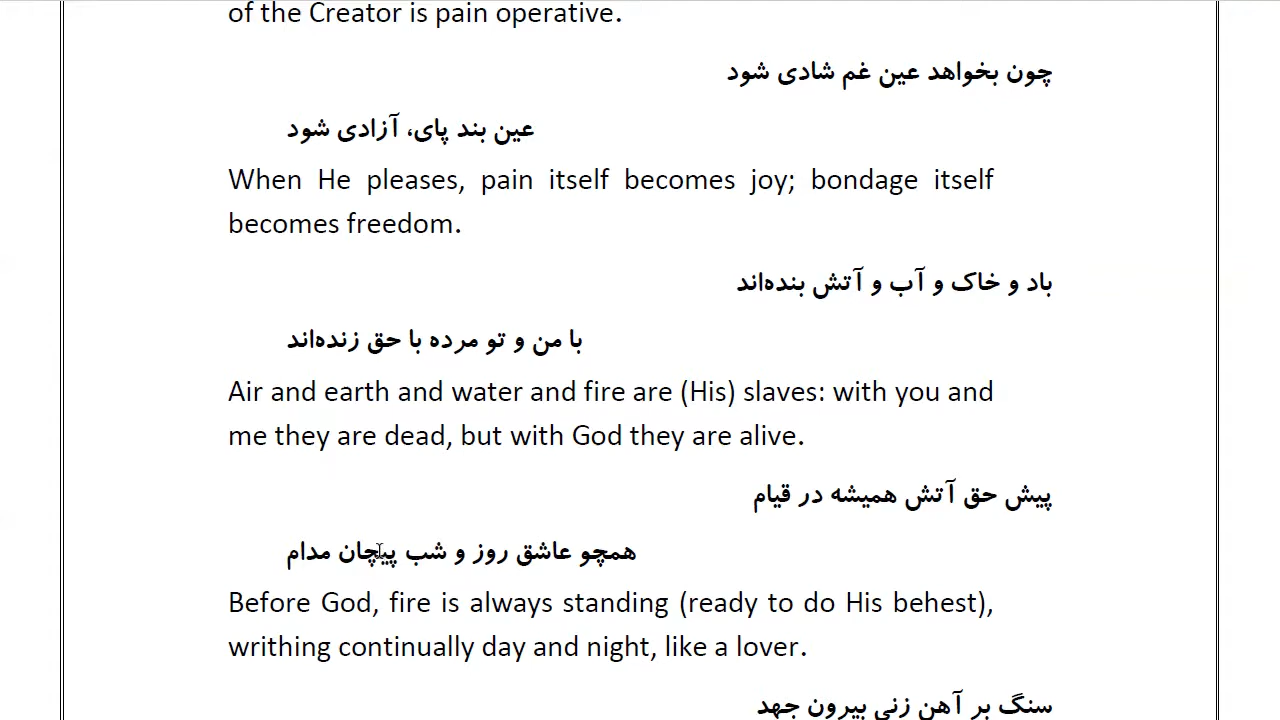 of the Creator is pain operative.
چون بخواهد عین غم شادی شود
عین بند پای، آزادی شود
When He pleases, pain itself becomes joy; bondage itself
becomes freedom.
باد و خاک و آب و آتش بنده‌اند
با من و تو مرده با حق زنده‌اند
Air and earth and water and fire are (His) slaves: with you and
me they are dead, but with God they are alive.
پیش حق آتش همیشه در قیام
همچو عاشق روز و شب پیچان مدام
Before God, fire is always standing (ready to do His behest),
writhing continually day and night, like a lover.
سنگ بر آهن زنی بیرون جهد